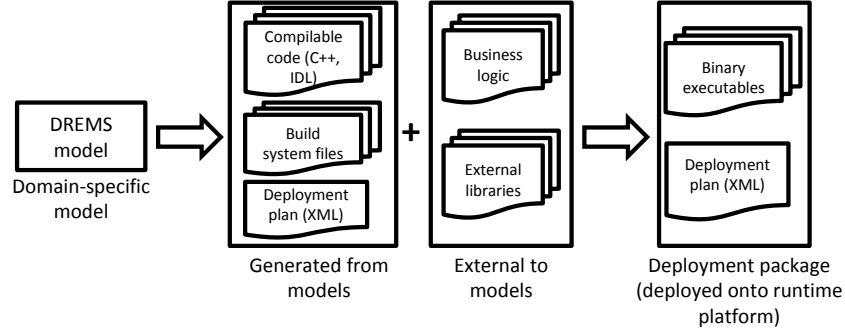 DREMS
model
Domain-specific
model
Compilable
code (C++,
IDL)
Build
system files
Deployment
plan (XML)
Generated from
models
+
Business
logic
External
libraries
External to
models
Binary
executables
Deployment
plan (XML)
Deployment package
(deployed onto runtime
platform)